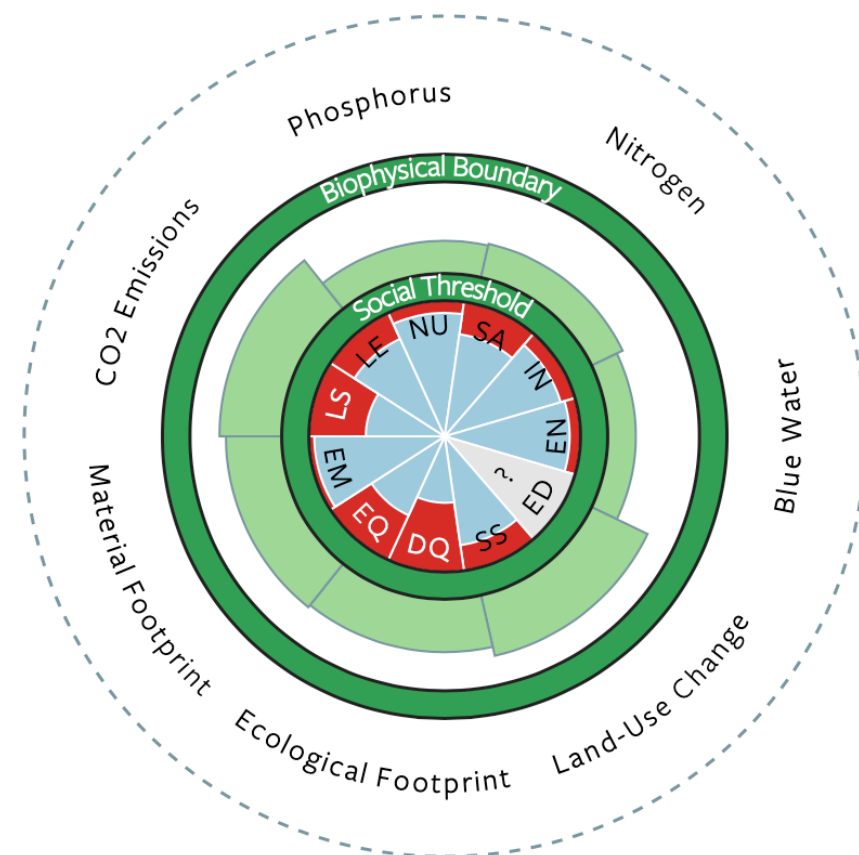 Phosphorus
Nitrogen
Biophysical Boundary
CO2 Emissions
Social Threshold
NU
SA
LE
IN
LS
EN
Blue Water
EM
?
ED
EQ
DQ
SS
Material Footprint
Land-Use Change
Ecological Footprint